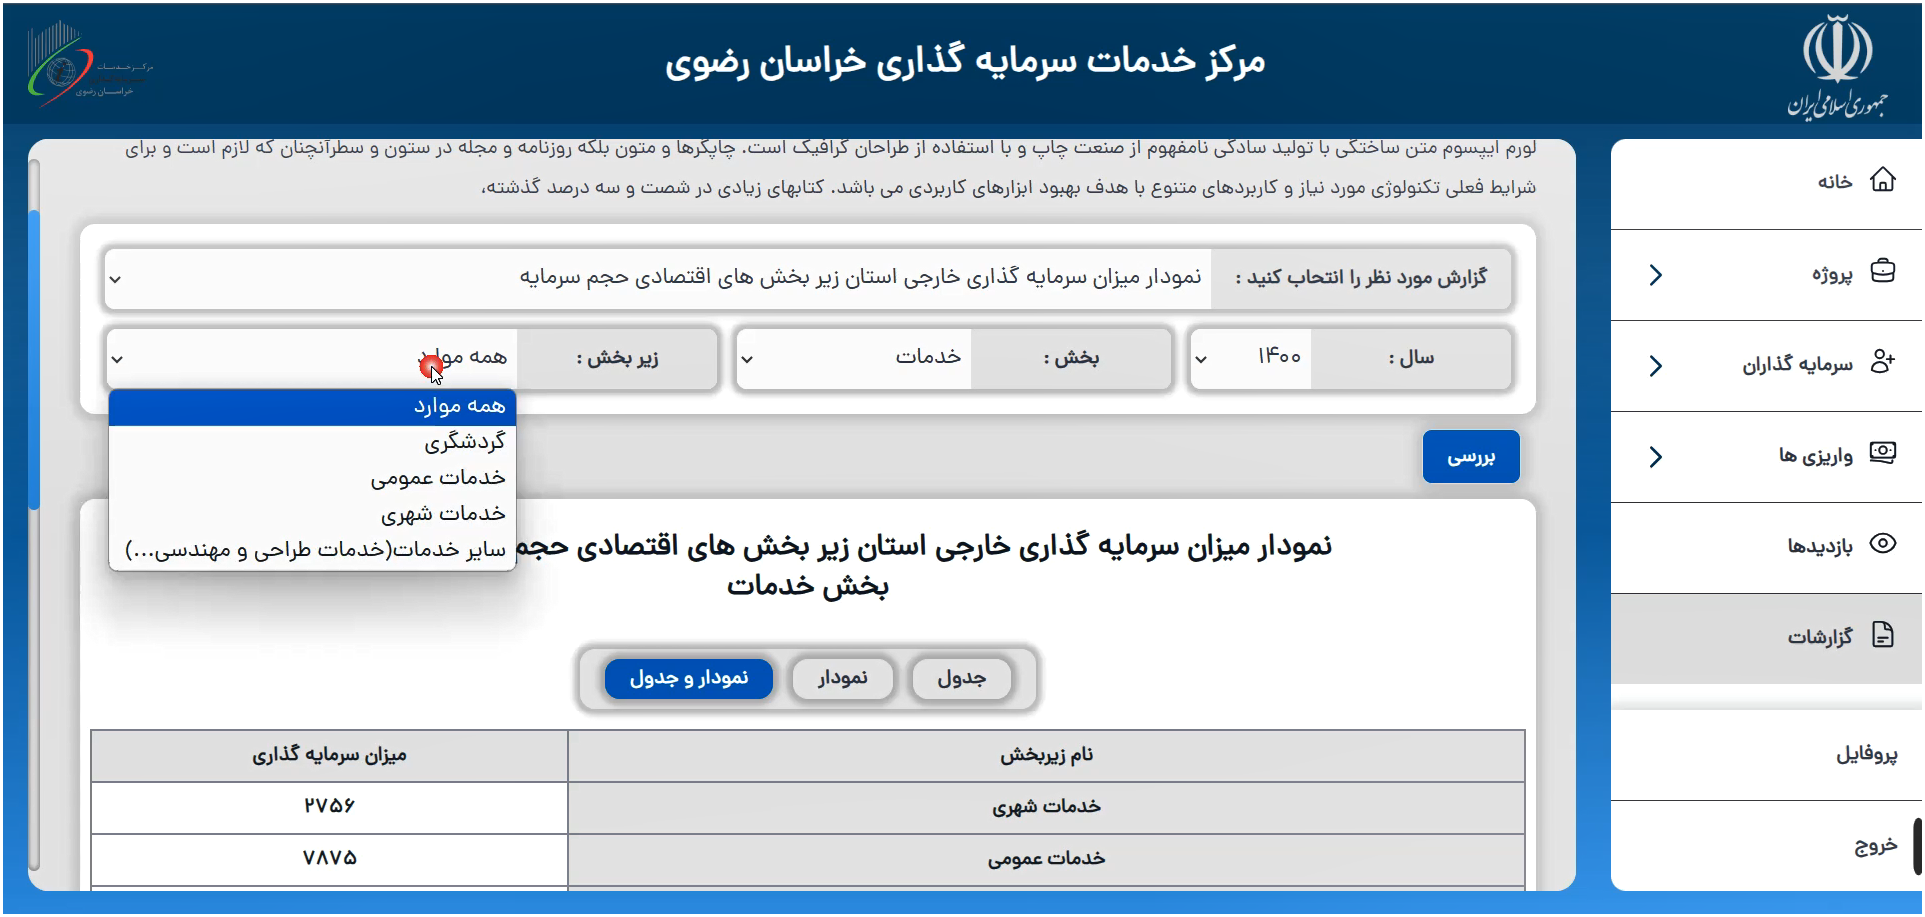 مرکز خدمات سرمایه گذاری خراسان رضوی
جمهوری اسلامی ایران
مرکز خدمات
خراسان رضوی
خانه
پروژه
سرمایه گذاران
واریزی ها
بازدیدها
گزارشات
پروفایل
خروج
لورم ایپسوم متن ساختگی با تولید سادگی نامفهوم از صنعت چاپ و با استفاده از طراحان گرافیک است. چاپگرها و متون بلکه روزنامه و مجله در ستون و سطرآنچنان که لازم است و برای
شرایط فعلی تکنولوژی مورد نیاز و کاربردهای متنوع با هدف بهبود ابزارهای کاربردی می باشد. کتابهای زیادی در شصت و سه درصد گذشته،
گزارش مورد نظر را انتحاب کنید : نمودار میزان سرمایه گذاری خارجی استان زیر بخش های اقتصادی حجم سرمایه
سال : ۱۴۰۰ بخش : خدمات زیر بخش : همه موارد
همه موارد
گردشگری
خدمات عمومی
خدمات شهری
سایر خدمات(خدمات طراحی و مهندسی...)
بررسی
نمودار میزان سرمایه گذاری خارجی استان زیر بخش های اقتصادی حجم
بخش خدمات
جدول نمودار نمودار و جدول
نام زیربخش میزان سرمایه گذاری
خدمات شهری ۲۷۵۶
خدمات عمومی ۷۸۷۵